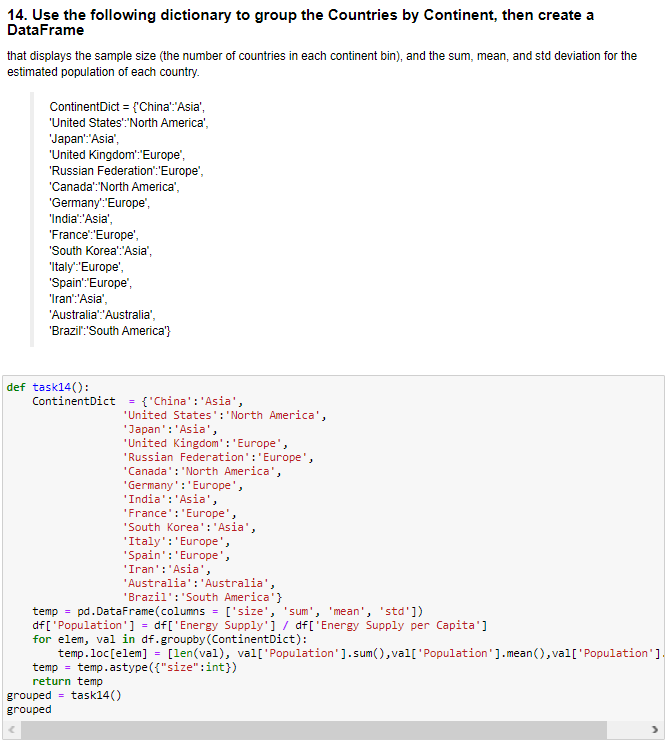 14. Use the following dictionary to group the Countries by Continent, then create a
DataFrame
that displays the sample size (the number of countries in each continent bin), and the sum, mean, and std deviation for the
estimated population of each country.
ContinentDict = {'China':'Asia',
'United States':'North America',
'Japan':'Asia',
'United Kingdom':'Europe',
'Russian Federation':'Europe',
'Canada':'North America',
'Germany':'Europe',
'India':'Asia',
'France':'Europe',
'South Korea':'Asia',
'Italy':'Europe',
'Spain':'Europe',
'Iran':'Asia',
'Australia':'Australia',
'Brazil':'South America'}
def task14():
    ContinentDict  = {'China':'Asia',
                  'United States':'North America',
                  'Japan':'Asia',
                  'United Kingdom':'Europe',
                  'Russian Federation':'Europe',
                  'Canada':'North America',
                  'Germany':'Europe',
                  'India':'Asia',
                  'France':'Europe',
                  'South Korea':'Asia',
                  'Italy':'Europe',
                  'Spain':'Europe',
                  'Iran':'Asia',
                  'Australia':'Australia',
                  'Brazil':'South America'}
    temp = pd.DataFrame(columns = ['size', 'sum', 'mean', 'std'])
    df['Population'] = df['Energy Supply'] / df['Energy Supply per Capita']
    for elem, val in df.groupby(ContinentDict):
        temp.loc[elem] = [len(val), val['Population'].sum(),val['Population'].mean(),val['Population'].
    temp = temp.astype({"size":int})
    return temp
grouped = task14()
grouped